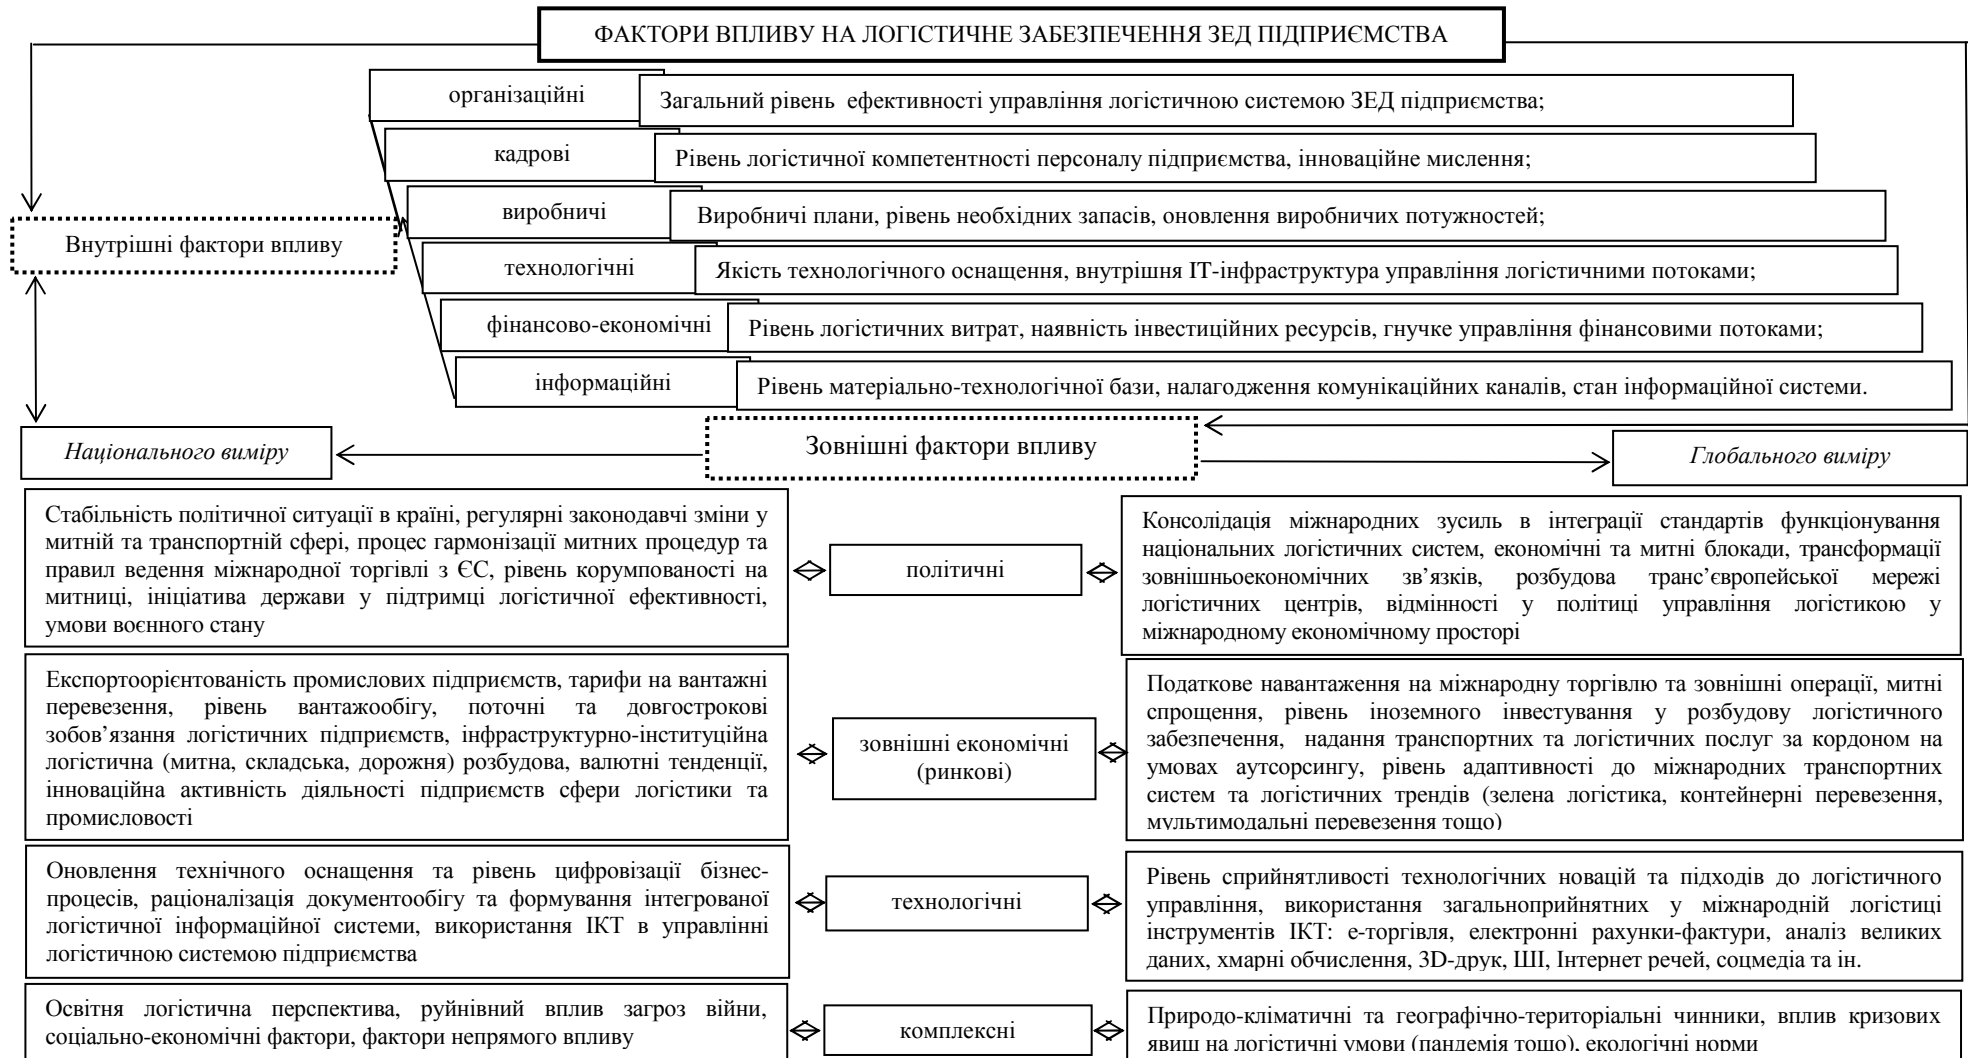 ФАКТОРИ ВПЛИВУ НА ЛОГІСТИЧНЕ ЗАБЕЗПЕЧЕННЯ ЗЕД ПІДПРИЄМСТВА
організаційні
Загальний рівень ефективності управління логістичною системою ЗЕД підприємства;
кадрові
Рівень логістичної компетентності персоналу підприємства, інноваційне мислення;
виробничі
Виробничі плани, рівень необхідних запасів, оновлення виробничих потужностей;
Внутрішні фактори впливу
технологічні
Якість технологічного оснащення, внутрішня ІТ-інфраструктура управління логістичними потоками;
фінансово-економічні
Рівень логістичних витрат, наявність інвестиційних ресурсів, гнучке управління фінансовими потоками;
інформаційні
Рівень матеріально-технологічної бази, налагодження комунікаційних каналів, стан інформаційної системи.
Національного виміру
Зовнішні фактори впливу
Глобального виміру
Стабільність політичної ситуації в країні, регулярні законодавчі зміни у
митній та транспортній сфері, процес гармонізації митних процедур та
правил ведення міжнародної торгівлі з ЄС, рівень корумпованості на
митниці, ініціатива держави у підтримці логістичної ефективності,
умови воєнного стану
політичні
Консолідація міжнародних зусиль в інтеграції стандартів функціонування
національних логістичних систем, економічні та митні блокади, трансформації
зовнішньоекономічних зв’язків, розбудова транс’європейської мережі
логістичних центрів, відмінності у політиці управління логістикою у
міжнародному економічному просторі
Експортоорієнтованість промислових підприємств, тарифи на вантажні
перевезення, рівень вантажообігу, поточні та довгострокові
зобов’язання логістичних підприємств, інфраструктурно-інституційна
логістична (митна, складська, дорожня) розбудова, валютні тенденції,
інноваційна активність діяльності підприємств сфери логістики та
промисловості
зовнішні економічні
(ринкові)
Податкове навантаження на міжнародну торгівлю та зовнішні операції, митні
спрощення, рівень іноземного інвестування у розбудову логістичного
забезпечення, надання транспортних та логістичних послуг за кордоном на
умовах аутсорсингу, рівень адаптивності до міжнародних транспортних
систем та логістичних трендів (зелена логістика, контейнерні перевезення,
мультимодальні перевезення тощо)
Оновлення технічного оснащення та рівень цифровізації бізнес-
процесів, раціоналізація документообігу та формування інтегрованої
логістичної інформаційної системи, використання ІКТ в управлінні
логістичною системою підприємства
технологічні
Рівень сприйнятливості технологічних новацій та підходів до логістичного
управління, використання загальноприйнятних у міжнародній логістиці
інструментів ІКТ: е-торгівля, електронні рахунки-фактури, аналіз великих
даних, хмарні обчислення, 3D-друк, ШІ, Інтернет речей, соцмедіа та ін.
Освітня логістична перспектива, руйнівний вплив загроз війни,
соціально-економічні фактори, фактори непрямого впливу
комплексні
Природо-кліматичні та географічно-територіальні чинники, вплив кризових
явищ на логістичні умови (пандемія тощо), екологічні норми